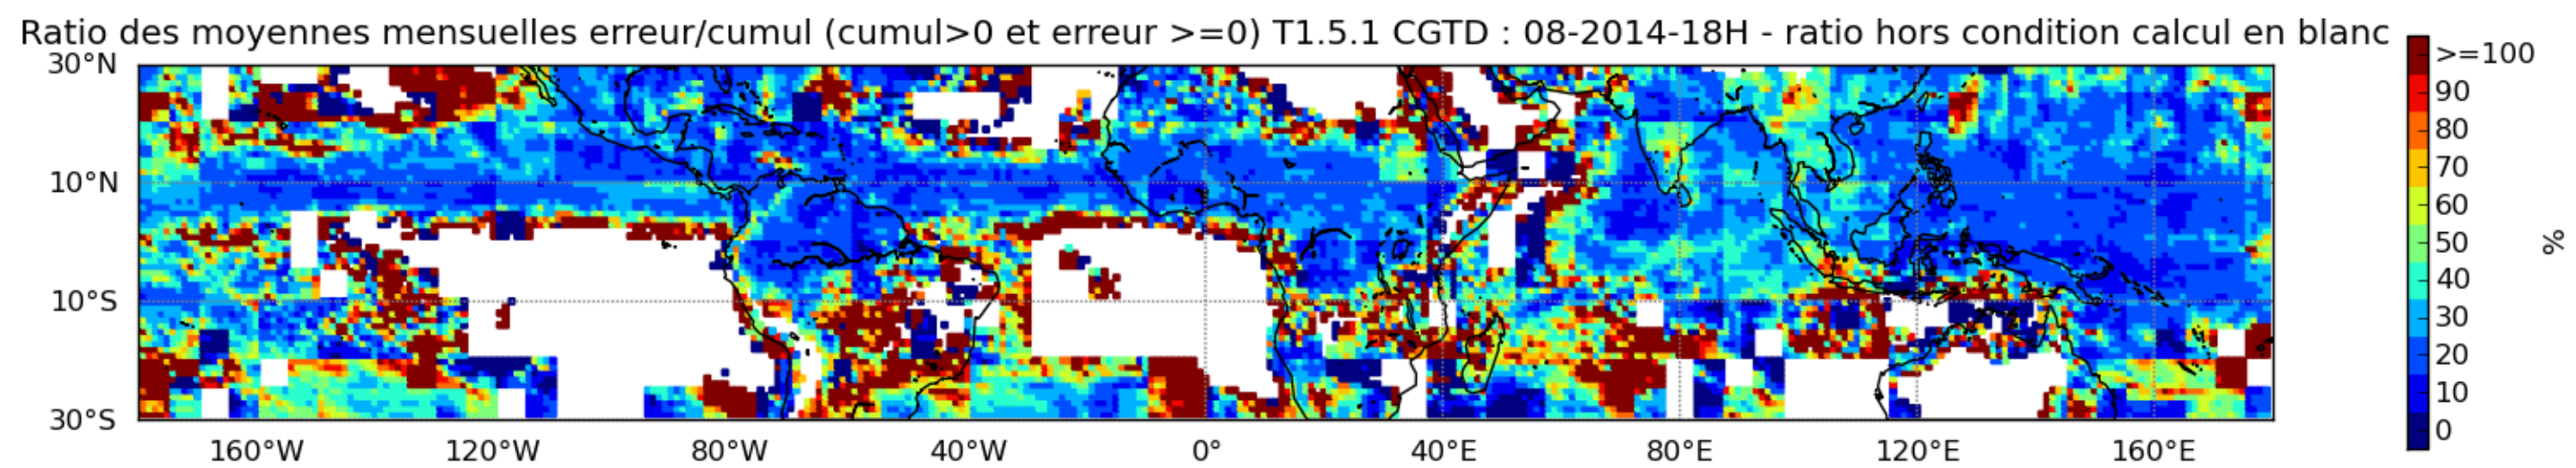 Ratio des moyennes mensuelles erreur/cumul (cumul>0 et erreur >=0) T1.5.1 CGTD : 08-2014-18H - ratio hors condition calcul en blanc
30°N
10°N
10°S
30°S
160°W 120°W 80°W 40°W 0° 40°E 80°E 120°E 160°E
>=100
90
80
70
60
50
40
30
20
10
0
%